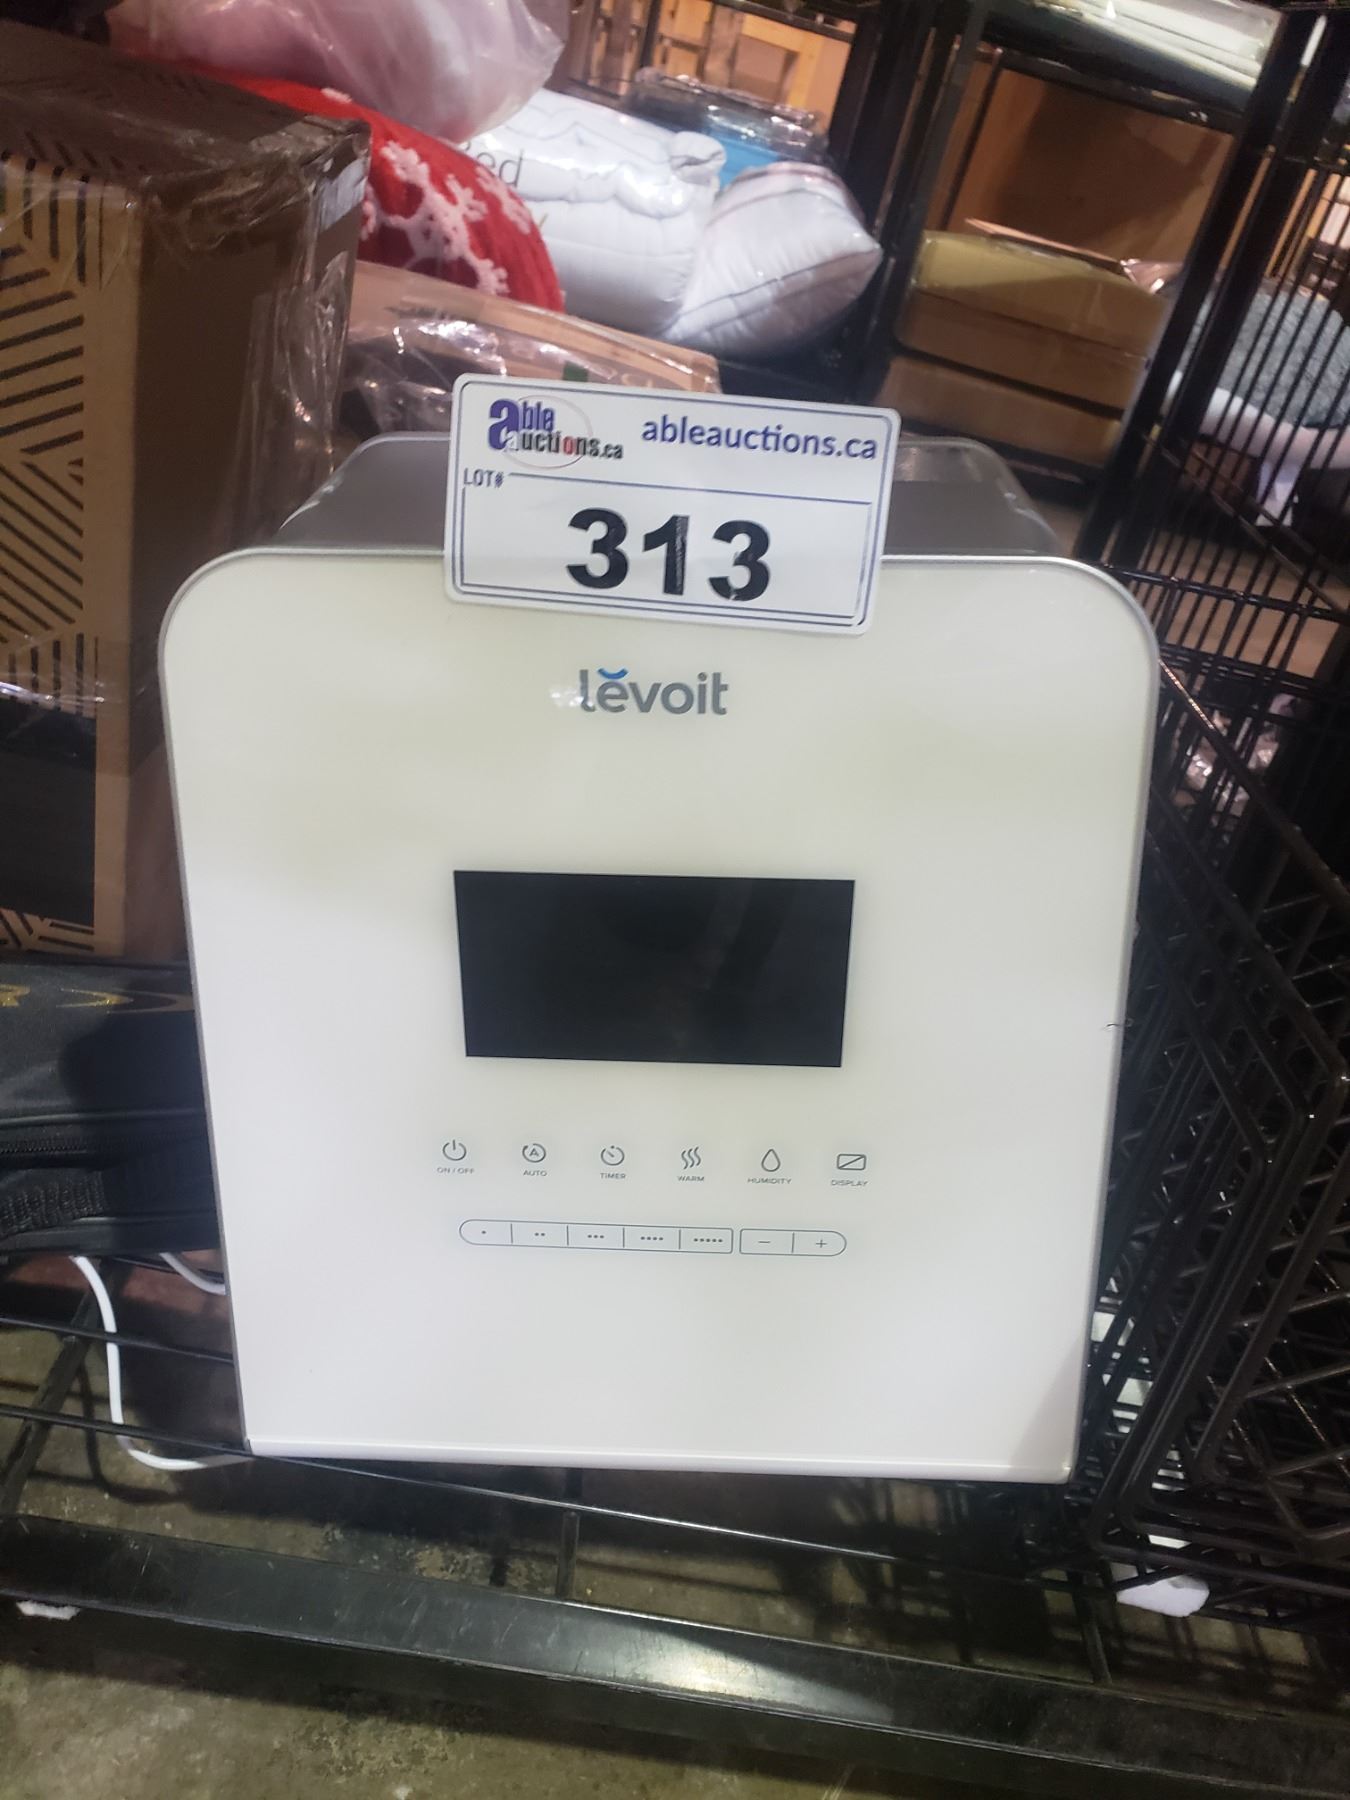 able
auctions.ca
ableauctions.ca
LOT#
313
levoit
ON / OFF
AUTO
TIMER
WARM
HUMIDITY
DISPLAY
− +